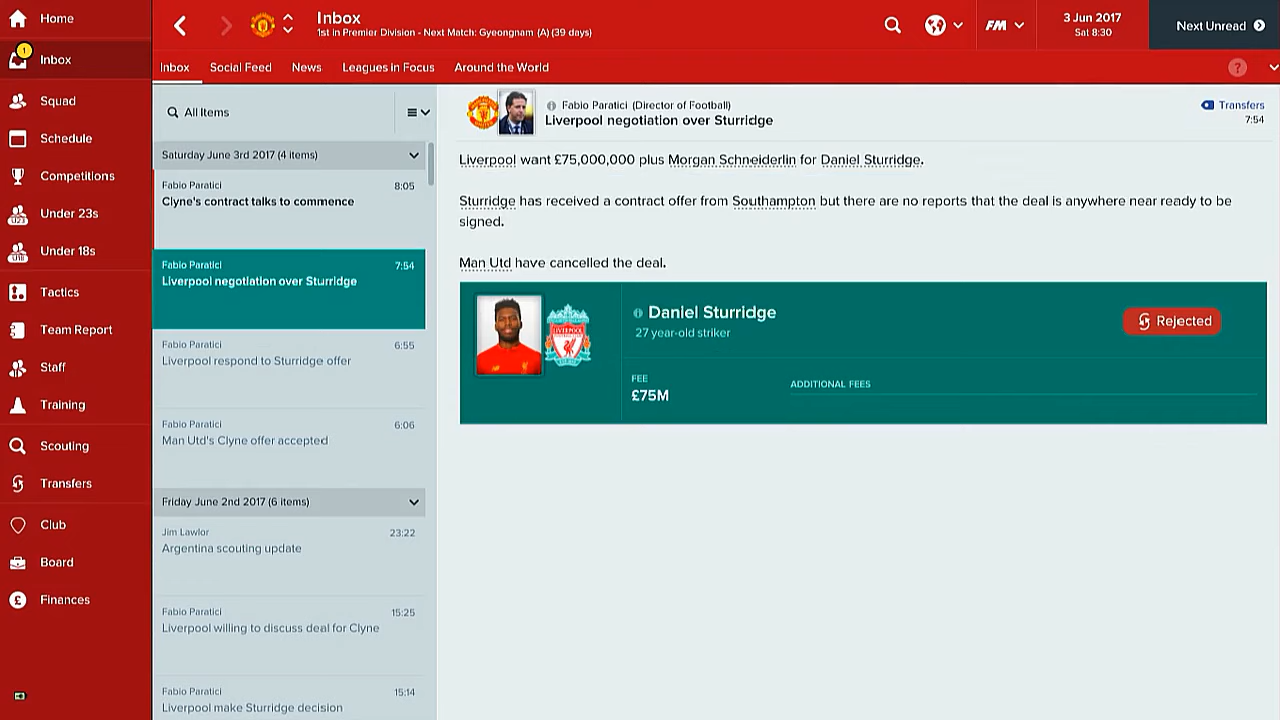 Home
Inbox
1
Squad
Schedule
Competitions
Under 23s
Under 18s
Tactics
Team Report
Staff
Training
Scouting
Transfers
Club
Board
Finances
Inbox
1st in Premier Division - Next Match: Gyeongnam (A) (39 days)
FM
3 Jun 2017
Sat 8:30
Next Unread
Inbox
Social Feed
News
Leagues in Focus
Around the World
?
All Items
Saturday June 3rd 2017 (4 items)
Fabio Paratici 8:05
Clyne's contract talks to commence
Fabio Paratici 7:54
Liverpool negotiation over Sturridge
Fabio Paratici 6:55
Liverpool respond to Sturridge offer
Fabio Paratici 6:06
Man Utd's Clyne offer accepted
Friday June 2nd 2017 (6 items)
Jim Lawlor 23:22
Argentina scouting update
Fabio Paratici 15:25
Liverpool willing to discuss deal for Clyne
Fabio Paratici 15:14
Liverpool make Sturridge decision
Fabio Paratici (Director of Football)
Liverpool negotiation over Sturridge
Transfers
7:54
Liverpool want £75,000,000 plus Morgan Schneiderlin for Daniel Sturridge.
Sturridge has received a contract offer from Southampton but there are no reports that the deal is anywhere near ready to be
signed.
Man Utd have cancelled the deal.
Daniel Sturridge
27 year-old striker
Rejected
FEE
£75M
ADDITIONAL FEES